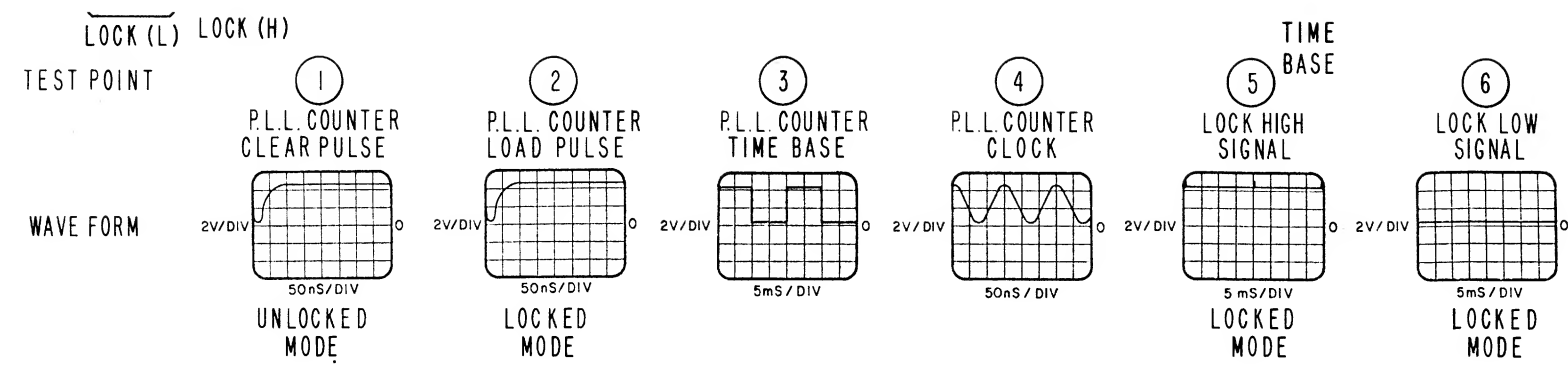 LOCK (L) LOCK (H)
TIME
BASE
TEST POINT
1
2
3
4
5
6
P.L.L. COUNTER
CLEAR PULSE
P.L.L. COUNTER
LOAD PULSE
P.L.L. COUNTER
TIME BASE
P.L.L. COUNTER
CLOCK
LOCK HIGH
SIGNAL
LOCK LOW
SIGNAL
WAVE FORM
2V/DIV
0
50nS/DIV
UNLOCKED
MODE
2V/DIV
0
50nS/DIV
LOCKED
MODE
2V/DIV
0
5mS/DIV
2V/DIV
0
50nS/DIV
2V/DIV
0
5mS/DIV
LOCKED
MODE
2V/DIV
0
5mS/DIV
LOCKED
MODE